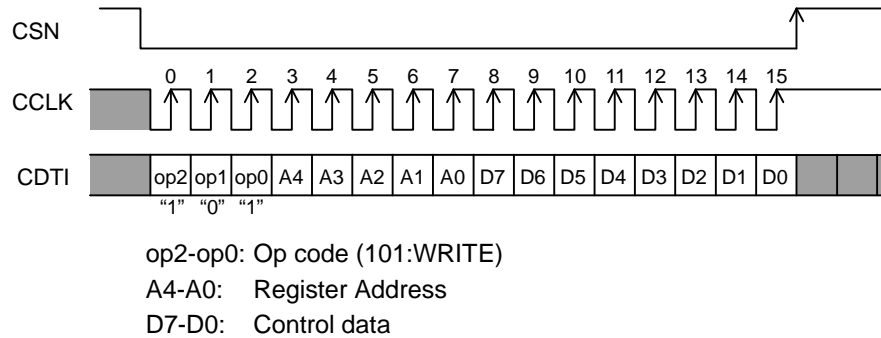 CSN
0 1 2 3 4 5 6 7 8 9 10 11 12 13 14 15
CCLK
CDTI op2 op1 op0 A4 A3 A2 A1 A0 D7 D6 D5 D4 D3 D2 D1 D0
“1” “0” “1”
op2-op0: Op code (101:WRITE)
A4-A0: Register Address
D7-D0: Control data